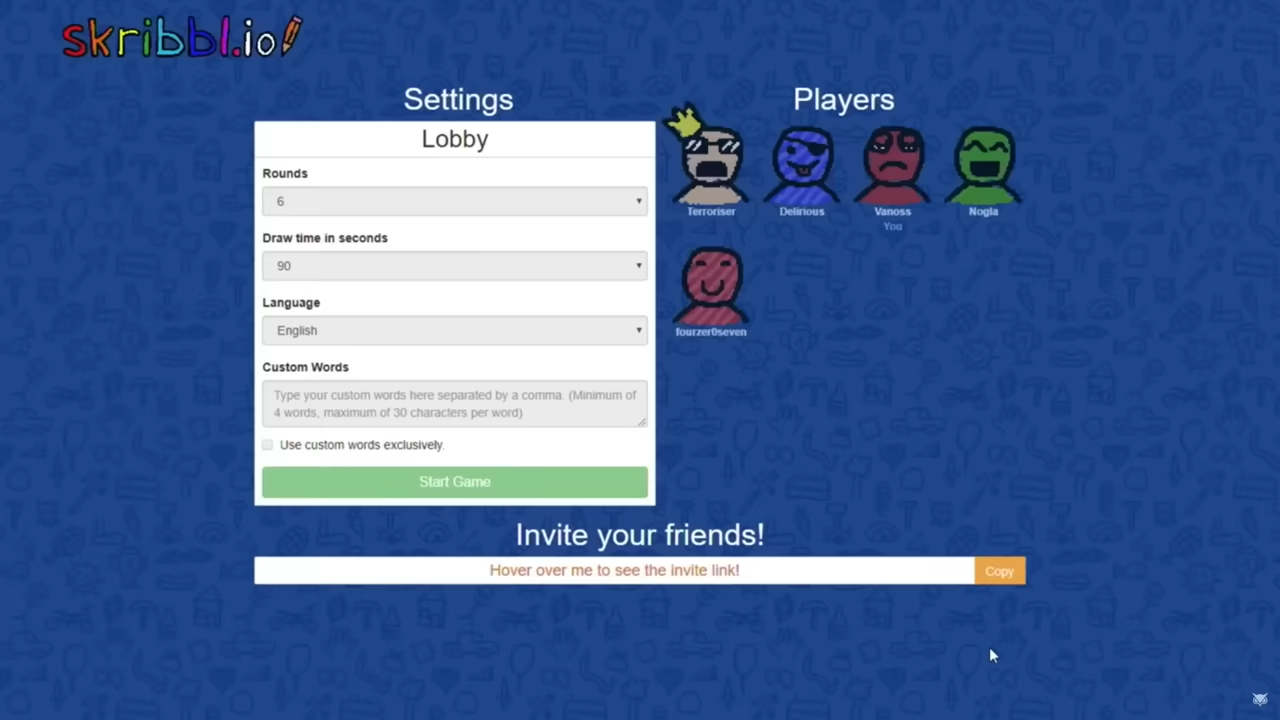 skribbl.io
Settings
Players
Lobby
Rounds
6
Draw time in seconds
90
Language
English
Custom Words
Type your custom words here separated by a comma. (Minimum of
4 words, maximum of 30 characters per word)
Use custom words exclusively.
Start Game
Terroriser
Delirious
Vanoss
Nogla
You
fourzer0seven
Invite your friends!
Hover over me to see the invite link!
Copy